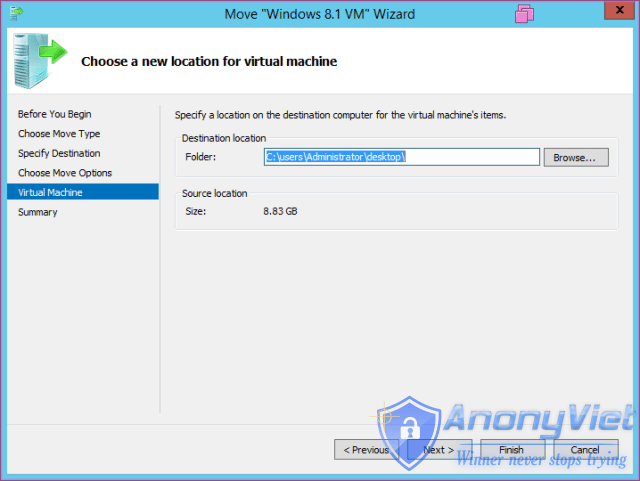 Move "Windows 8.1 VM" Wizard
Choose a new location for virtual machine
Before You Begin
Choose Move Type
Specify Destination
Choose Move Options
Virtual Machine
Summary
Specify a location on the destination computer for the virtual machine's items.
Destination location
Folder:
C:\users\Administrator\desktop\
Browse...
Source location
Size:
8.83 GB
AnonyViet
< Previous
Next >
Finish
Cancel
Winner never stops trying